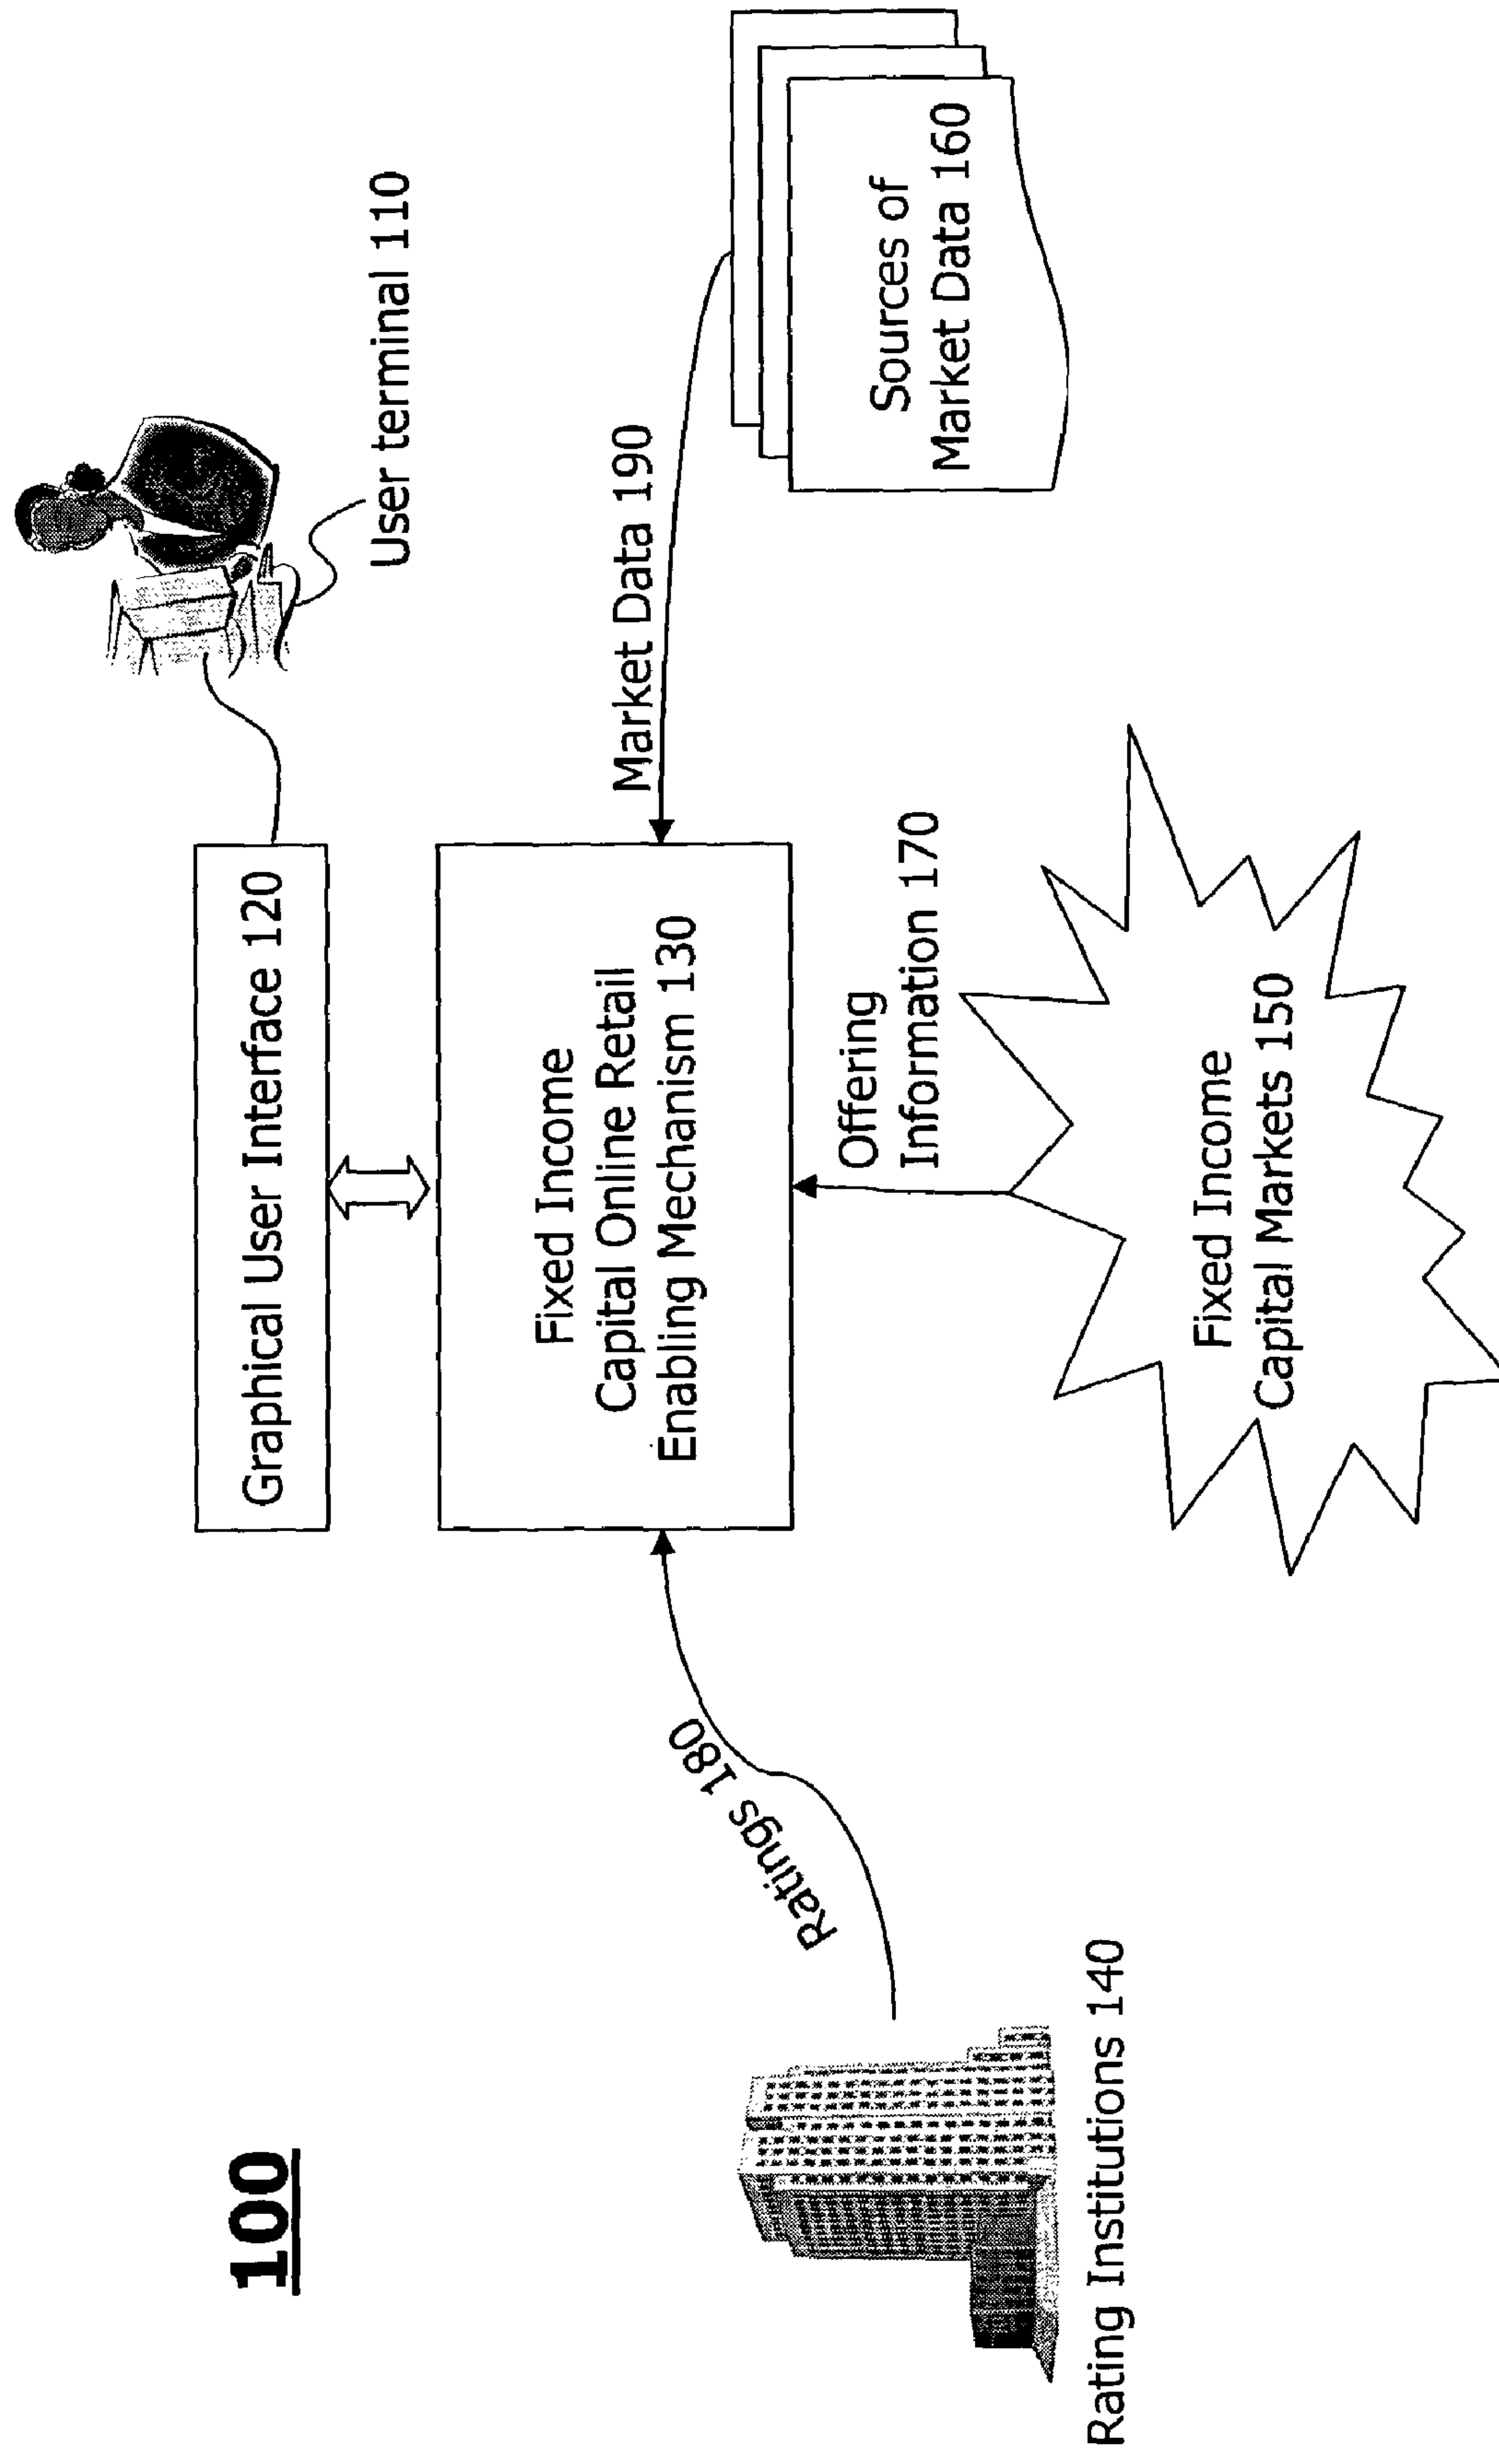 100
User terminal 110
Graphical User Interface 120
Fixed Income
Capital Online Retail
Enabling Mechanism 130
Market Data 190
Sources of
Market Data 160
Ratings 180
Offering
Information 170
Rating Institutions 140
Fixed Income
Capital Markets 150